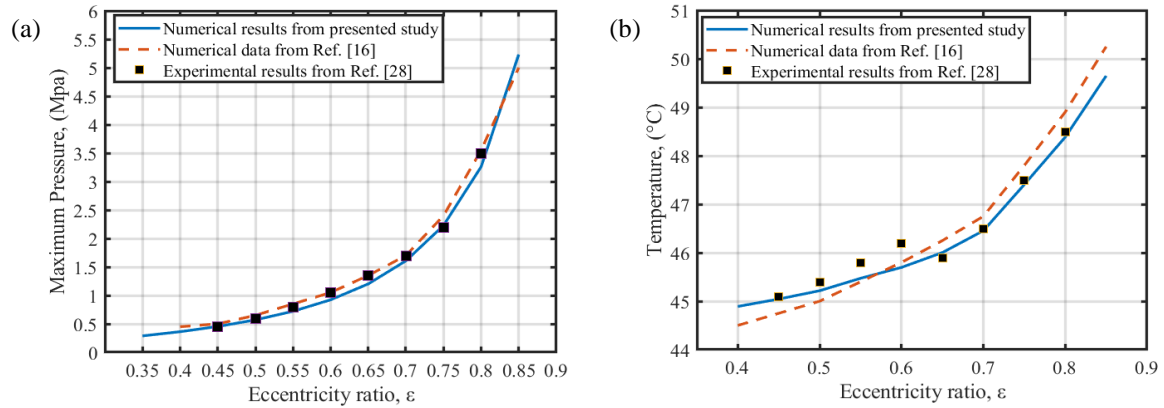 (a)
Numerical results from presented study
Numerical data from Ref. [16]
Experimental results from Ref. [28]
Maximum Pressure, (Mpa)
6
5.5
5
4.5
4
3.5
3
2.5
2
1.5
1
0.5
0
0.35 0.4 0.45 0.5 0.55 0.6 0.65 0.7 0.75 0.8 0.85 0.9
Eccentricity ratio, ε
(b)
Numerical results from presented study
Numerical data from Ref. [16]
Experimental results from Ref. [28]
Temperature, (°C)
51
50
49
48
47
46
45
44
0.4 0.5 0.6 0.7 0.8 0.9
Eccentricity ratio, ε